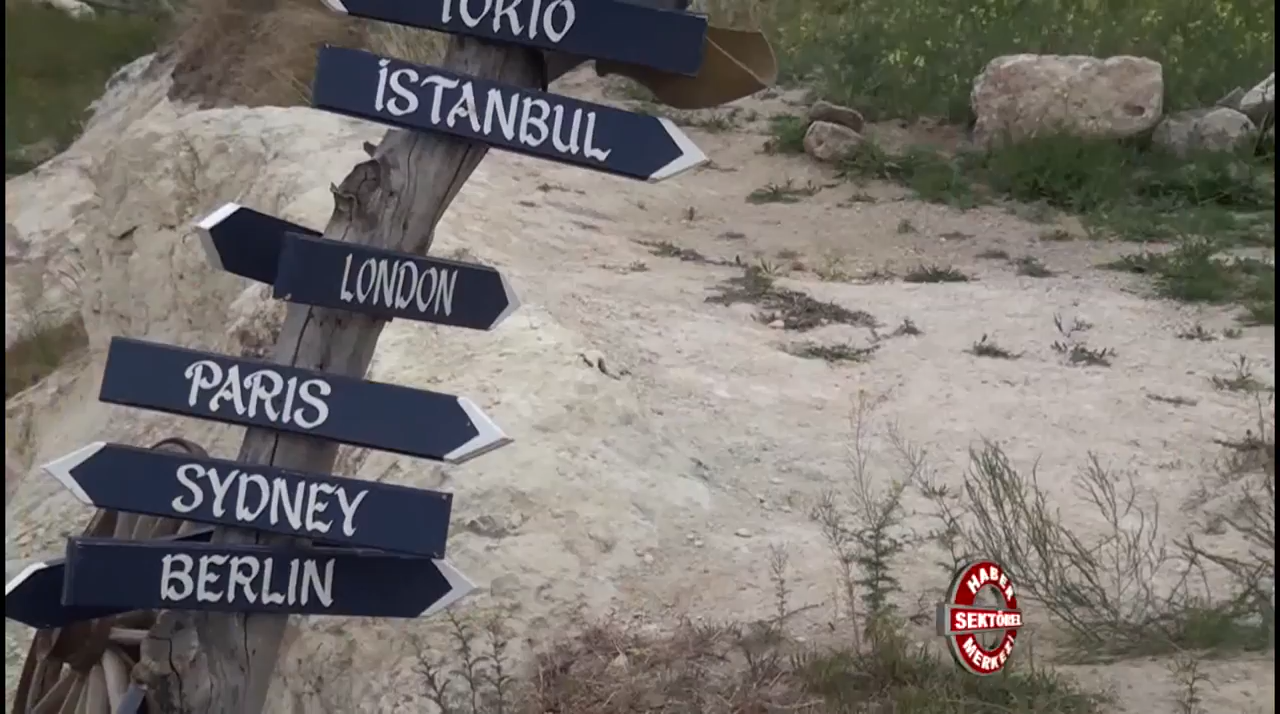 TOKIO
İSTANBUL
LONDON
PARIS
SYDNEY
BERLIN
HABER
SEKTÖREL
MERKEZİ